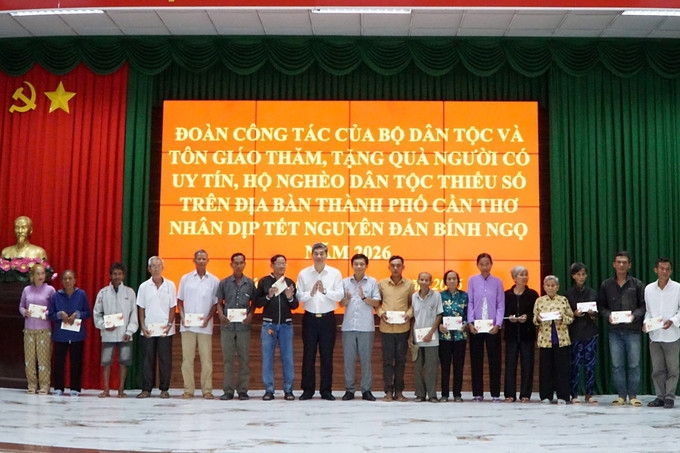 ĐOÀN CÔNG TÁC CỦA BỘ DÂN TỘC VÀ
TÔN GIÁO THĂM, TẶNG QUÀ NGƯỜI CÓ
UY TÍN, HỘ NGHÈO DÂN TỘC THIỂU SỐ
TRÊN ĐỊA BÀN THÀNH PHỐ CẦN THƠ
NHÂN DỊP TẾT NGUYÊN ĐÁN BÍNH NGỌ
NĂM 2026